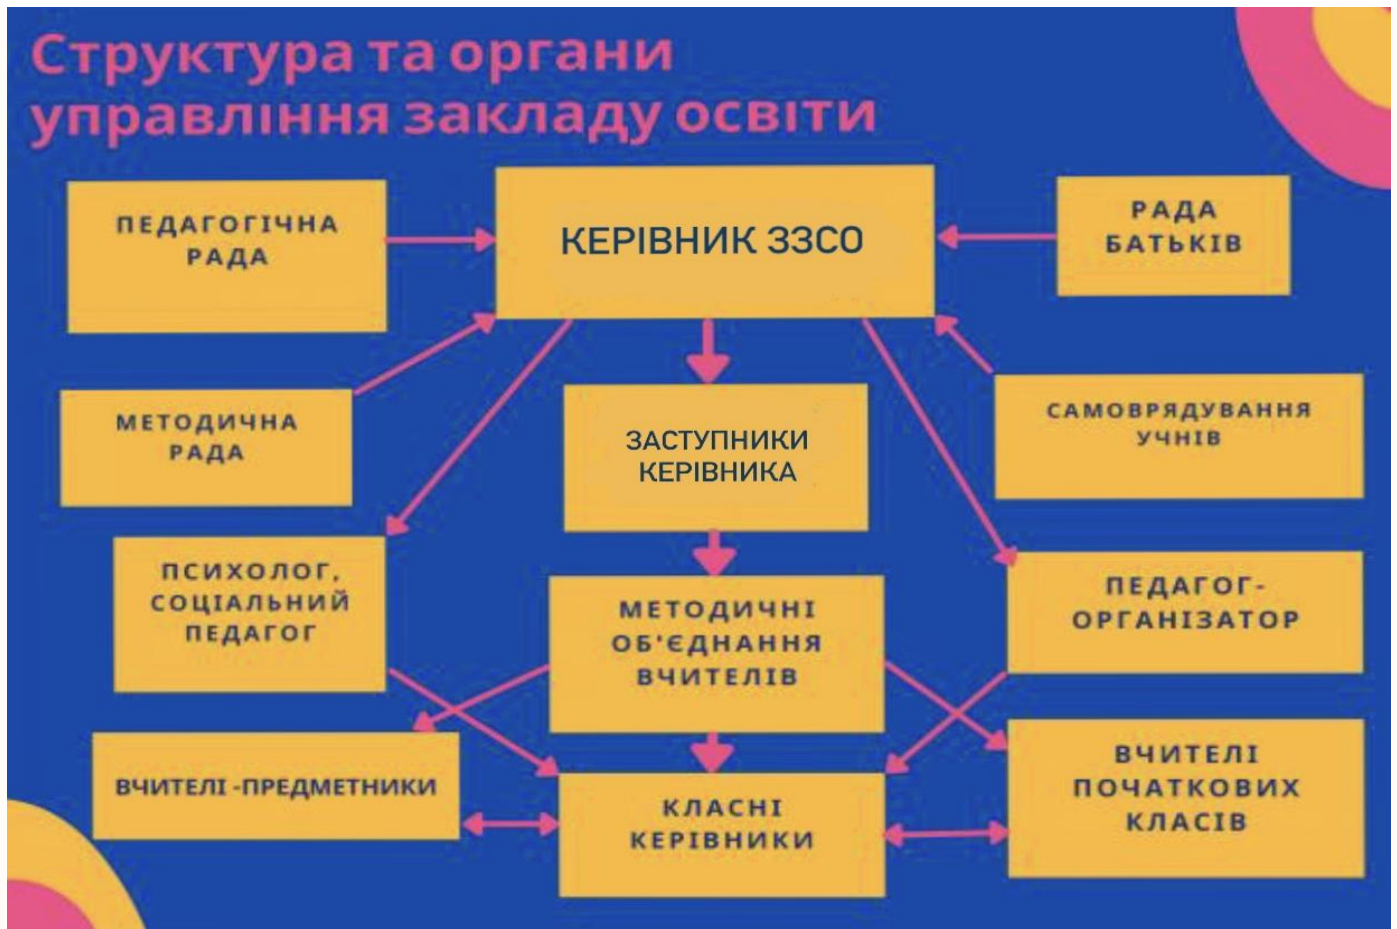 Структура та органи
управління закладу освіти
ПЕДАГОГІЧНА
РАДА
КЕРІВНИК ЗЗСО
РАДА
БАТЬКІВ
МЕТОДИЧНА
РАДА
ЗАСТУПНИКИ
КЕРІВНИКА
САМОВРЯДУВАННЯ
УЧНІВ
ПСИХОЛОГ,
СОЦІАЛЬНИЙ
ПЕДАГОГ
МЕТОДИЧНІ
ОБ'ЄДНАННЯ
ВЧИТЕЛІВ
ПЕДАГОГ-
ОРГАНІЗАТОР
ВЧИТЕЛІ -ПРЕДМЕТНИКИ
КЛАСНІ
КЕРІВНИКИ
ВЧИТЕЛІ
ПОЧАТКОВИХ
КЛАСІВ